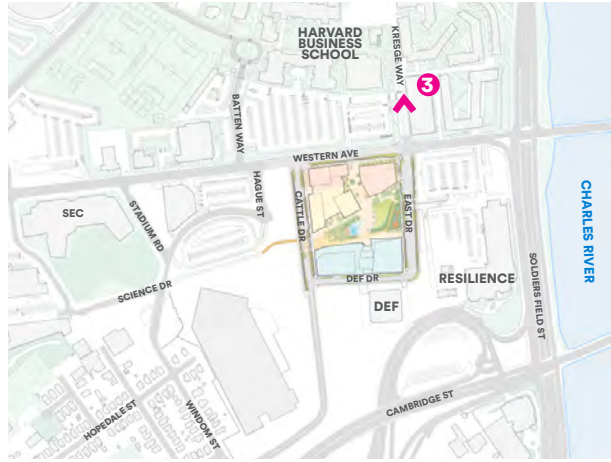 HARVARD
BUSINESS
SCHOOL
KRESGE WAY
3
BATTEN WAY
WESTERN AVE
HAGUE ST
CATTLE DR
EAST DR
SEC
STADIUM RD
SCIENCE DR
DEF DR
RESILIENCE
DEF
SOLDIERS FIELD ST
CHARLES RIVER
HOPEDALE ST
WINDOM ST
CAMBRIDGE ST